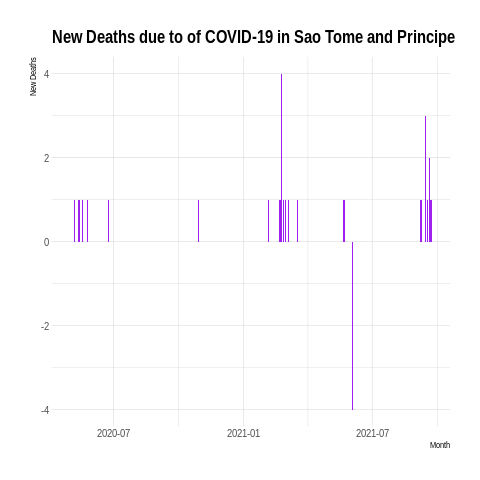 New Deaths due to of COVID-19 in Sao Tome and Principe
New Deaths
4
2
0
-2
-4
2020-07
2021-01
2021-07
Month